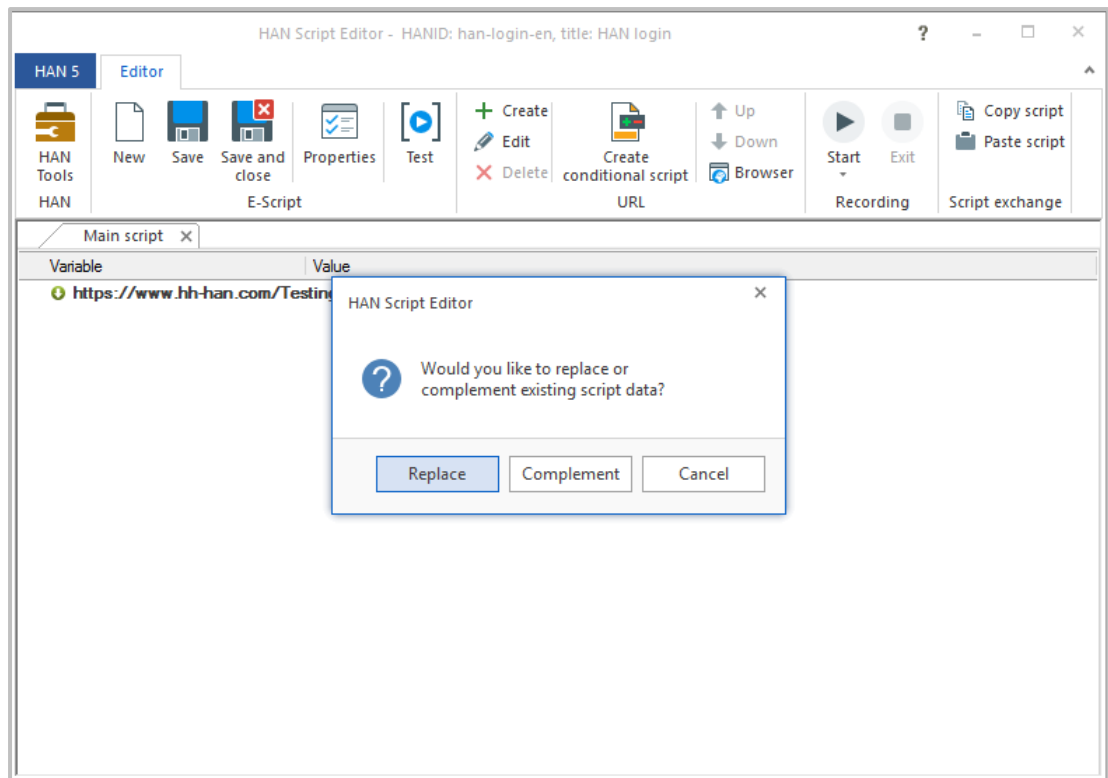 HAN Script Editor - HANID: han-login-en, title: HAN login
?
HAN 5
Editor
HAN
Tools
New
Save
Save and
close
Properties
Test
Create
Edit
Delete
Create
conditional script
Up
Down
Browser
Start
Exit
Copy script
Paste script
HAN
E-Script
URL
Recording
Script exchange
Main script
Variable
Value
https://www.hh-han.com/Testing
HAN Script Editor
Would you like to replace or
complement existing script data?
Replace
Complement
Cancel